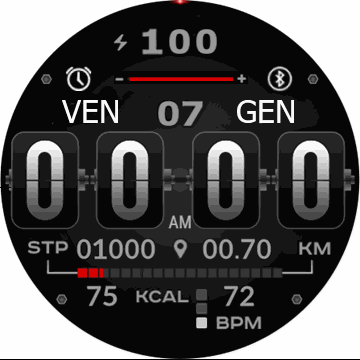 100
- +
VEN 07 GEN
0 0 0 0
AM
STP 01000 00.70 KM
75 KCAL 72
BPM